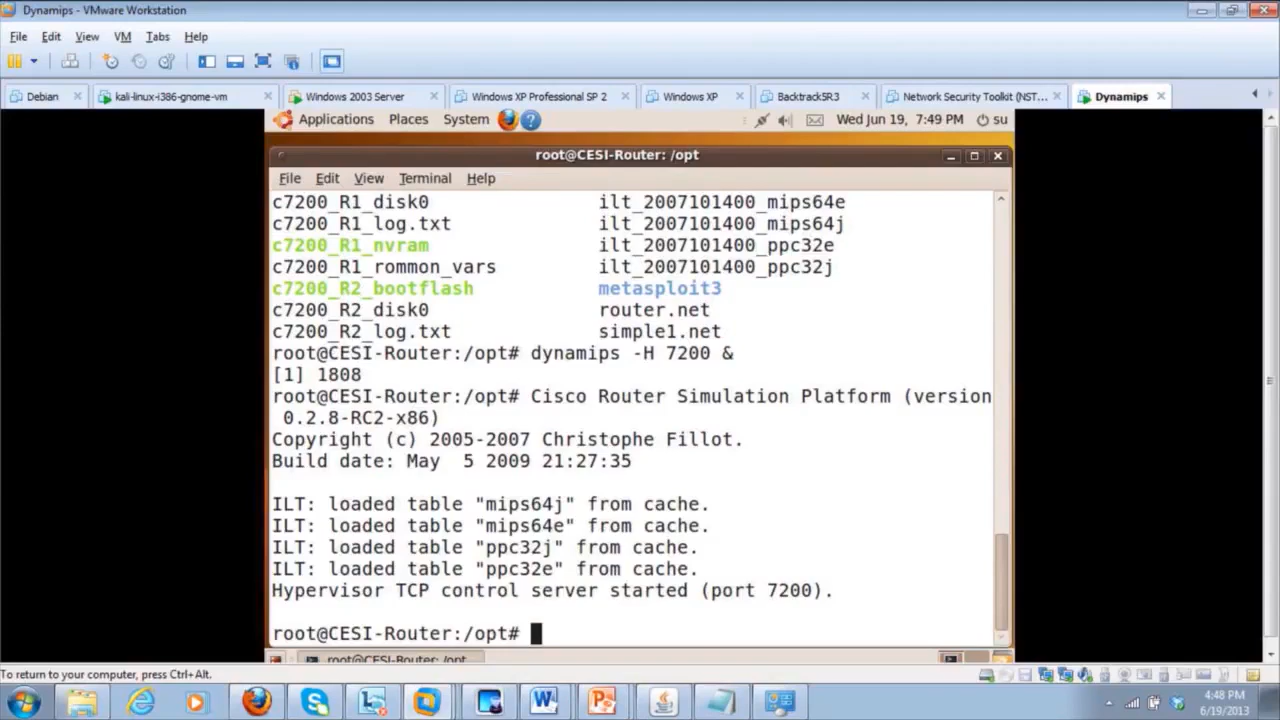 Dynamips - VMware Workstation
File Edit View VM Tabs Help
Debian kali-linux-i386-gnome-vm Windows 2003 Server Windows XP Professional SP 2 Windows XP Backtrack5R3 Network Security Toolkit (NST... Dynamips
Applications Places System Wed Jun 19, 7:49 PM su
root@CESI-Router: /opt
File Edit View Terminal Help
c7200_R1_disk0 ilt_2007101400_mips64e
c7200_R1_log.txt ilt_2007101400_mips64j
c7200_R1_nvram ilt_2007101400_ppc32e
c7200_R1_rommon_vars ilt_2007101400_ppc32j
c7200_R2_bootflash metasploit3
c7200_R2_disk0 router.net
c7200_R2_log.txt simple1.net
root@CESI-Router:/opt# dynamips -H 7200 &
[1] 1808
root@CESI-Router:/opt# Cisco Router Simulation Platform (version
0.2.8-RC2-x86)
Copyright (c) 2005-2007 Christophe Fillot.
Build date: May  5 2009 21:27:35
ILT: loaded table "mips64j" from cache.
ILT: loaded table "mips64e" from cache.
ILT: loaded table "ppc32j" from cache.
ILT: loaded table "ppc32e" from cache.
Hypervisor TCP control server started (port 7200).
root@CESI-Router:/opt#
root@CESI-Router: /opt
To return to your computer, press Ctrl+Alt.
4:48 PM
6/19/2013